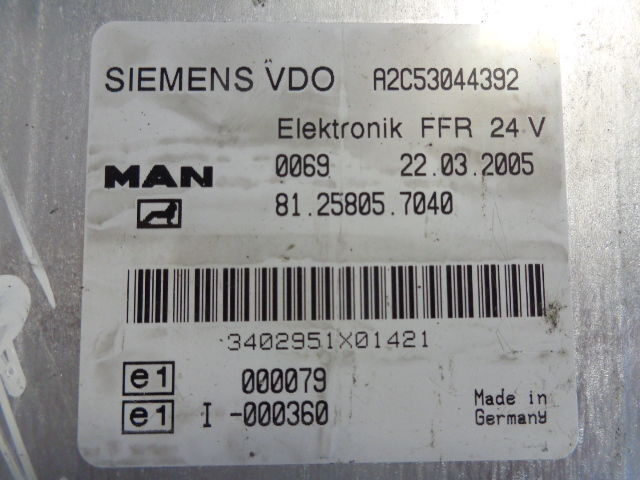 SIEMENS VDO A2C53044392
Elektronik FFR 24 V
MAN 0069 22.03.2005
81.25805.7040
3402951X01421
e1 000079
e1 I -000360
Made in
Germany